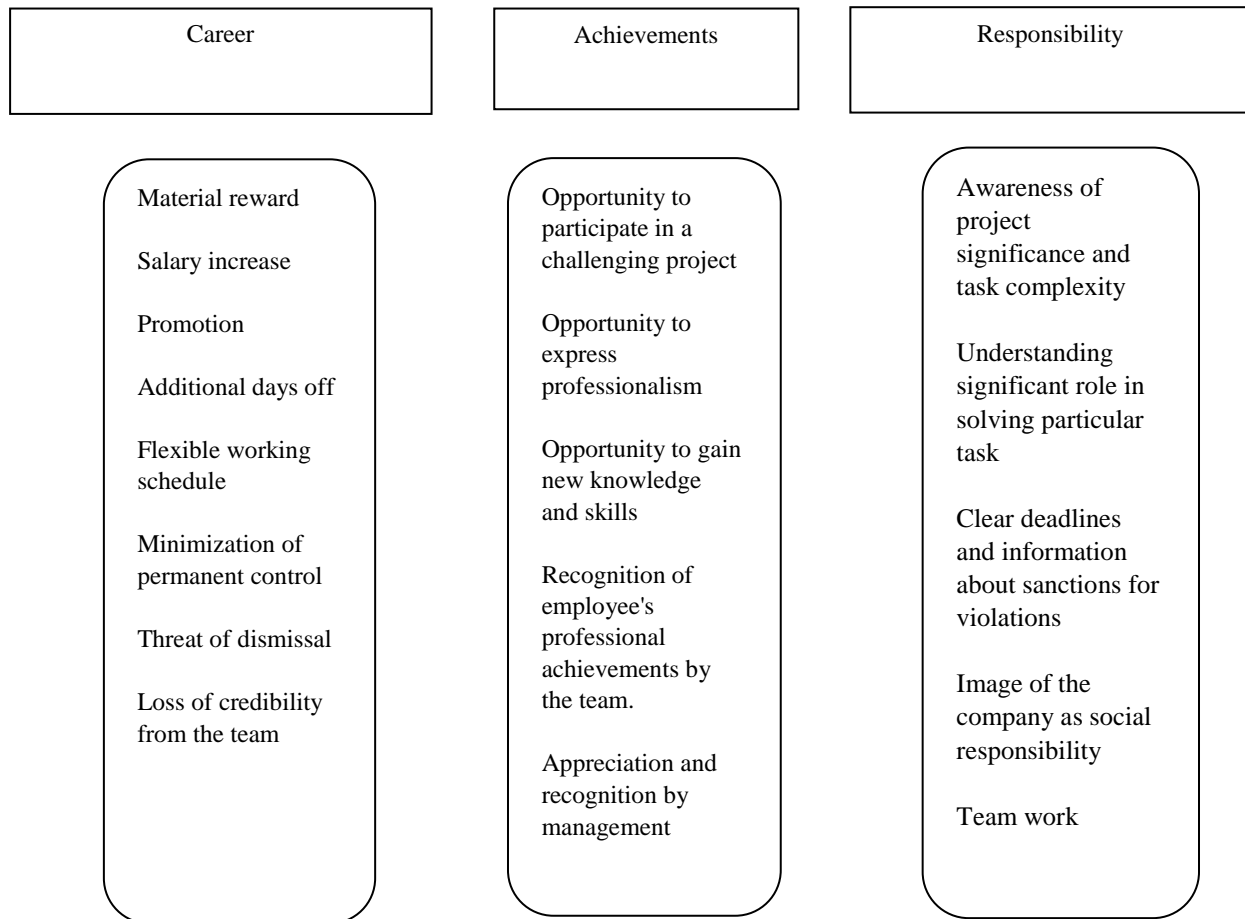 Career
Material reward
Salary increase
Promotion
Additional days off
Flexible working
schedule
Minimization of
permanent control
Threat of dismissal
Loss of credibility
from the team
Achievements
Opportunity to
participate in a
challenging project
Opportunity to
express
professionalism
Opportunity to gain
new knowledge
and skills
Recognition of
employee's
professional
achievements by
the team.
Appreciation and
recognition by
management
Responsibility
Awareness of
project
significance and
task complexity
Understanding
significant role in
solving particular
task
Clear deadlines
and information
about sanctions for
violations
Image of the
company as social
responsibility
Team work